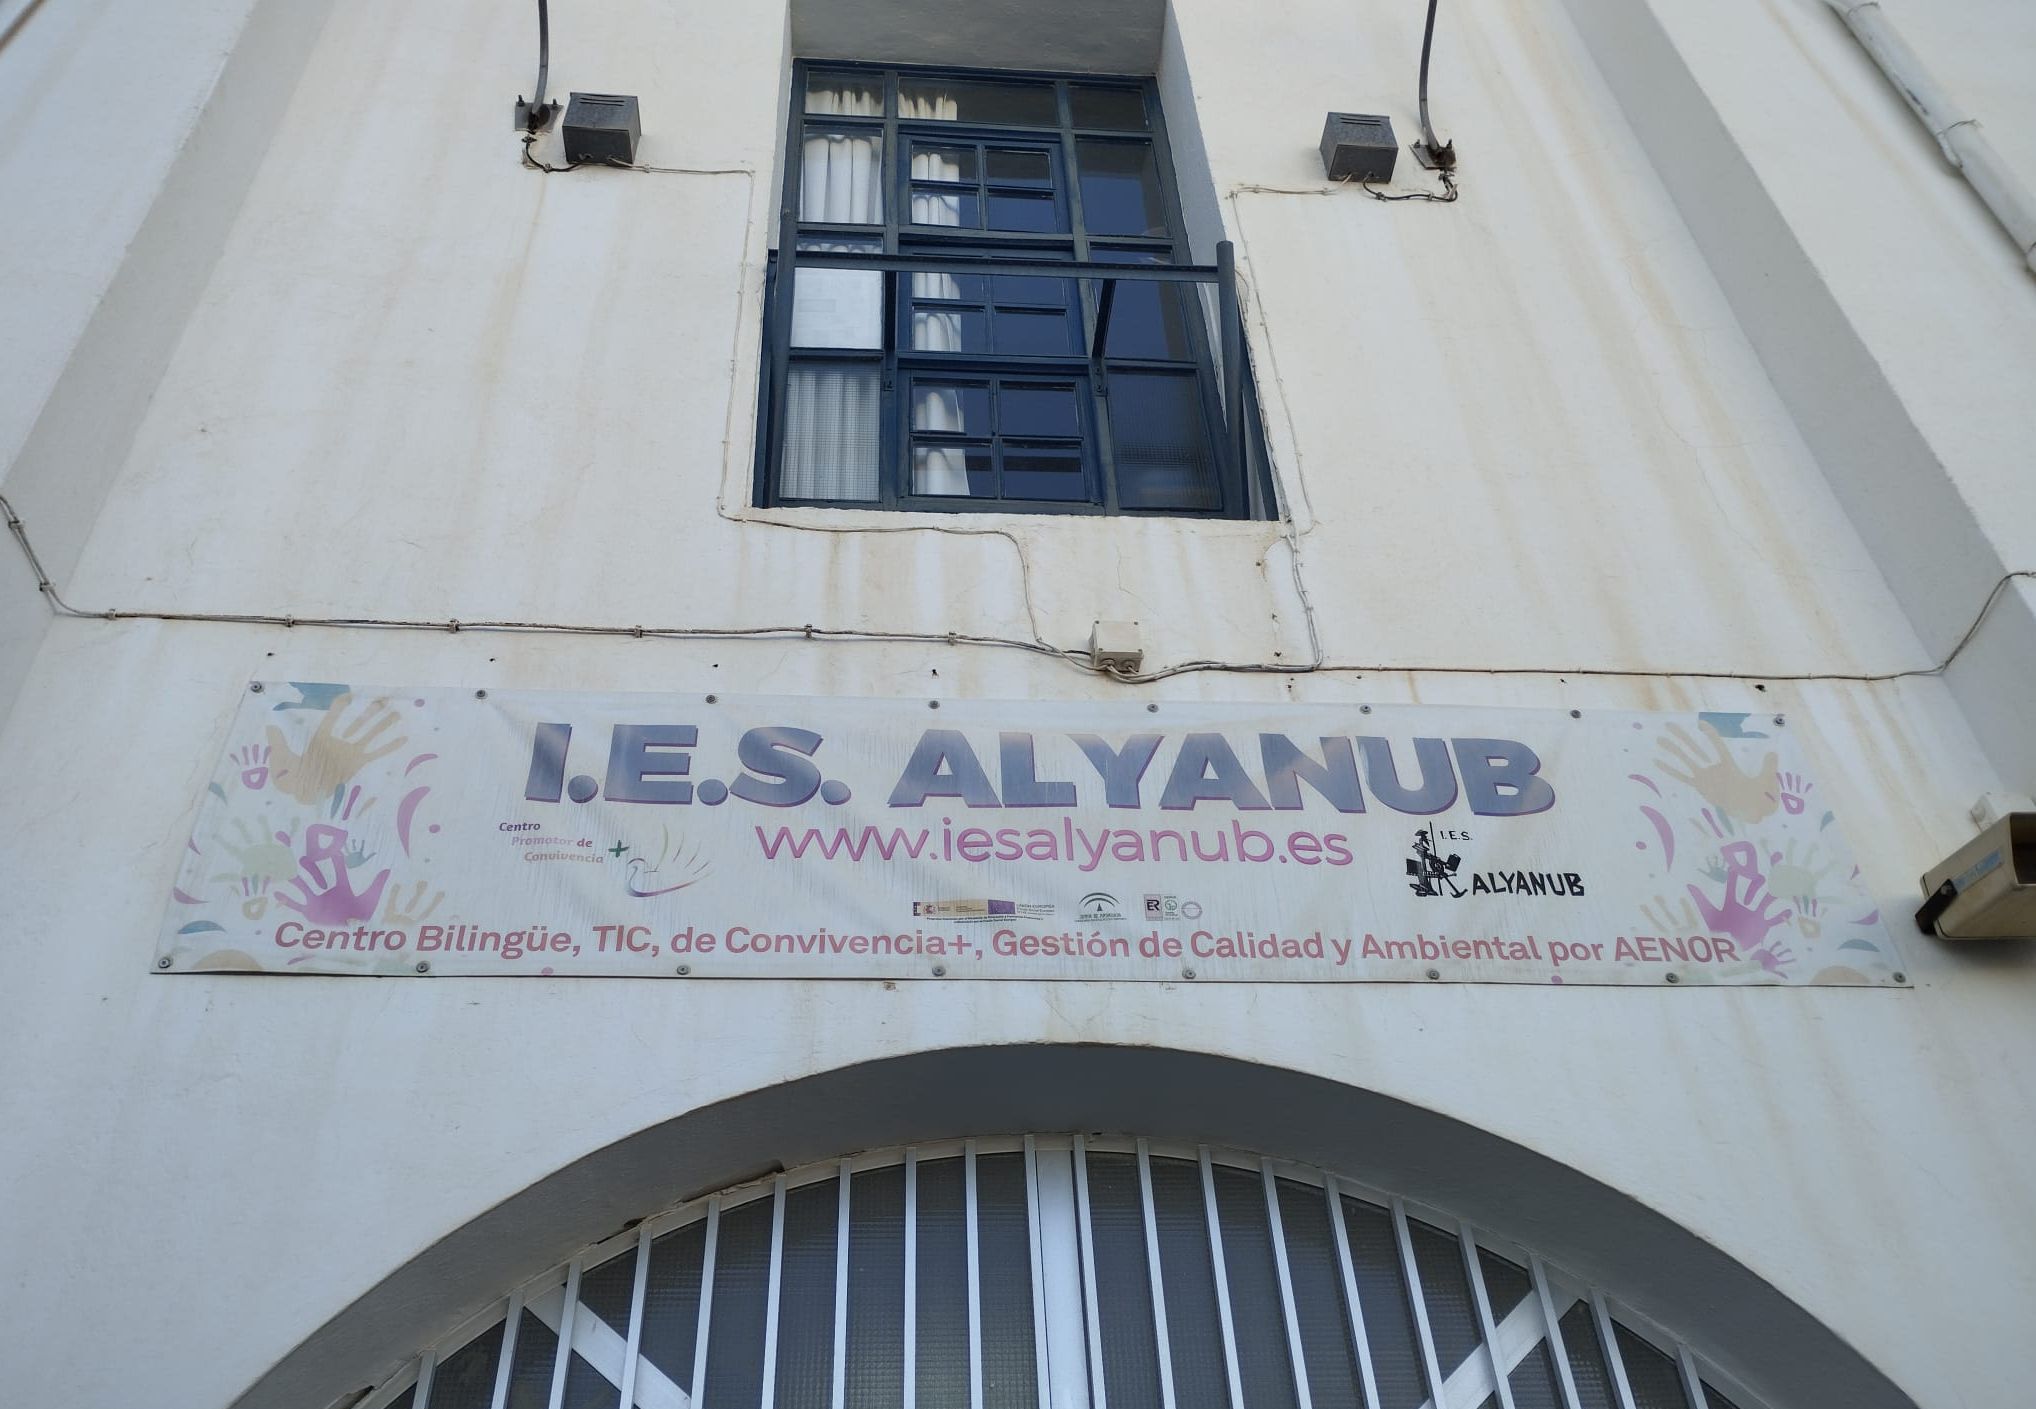 I.E.S. ALYANUB
www.iesalyanub.es
Centro
Promotor de
Convivencia +
I.E.S.
ALYANUB
Centro Bilingüe, TIC, de Convivencia+, Gestión de Calidad y Ambiental por AENOR